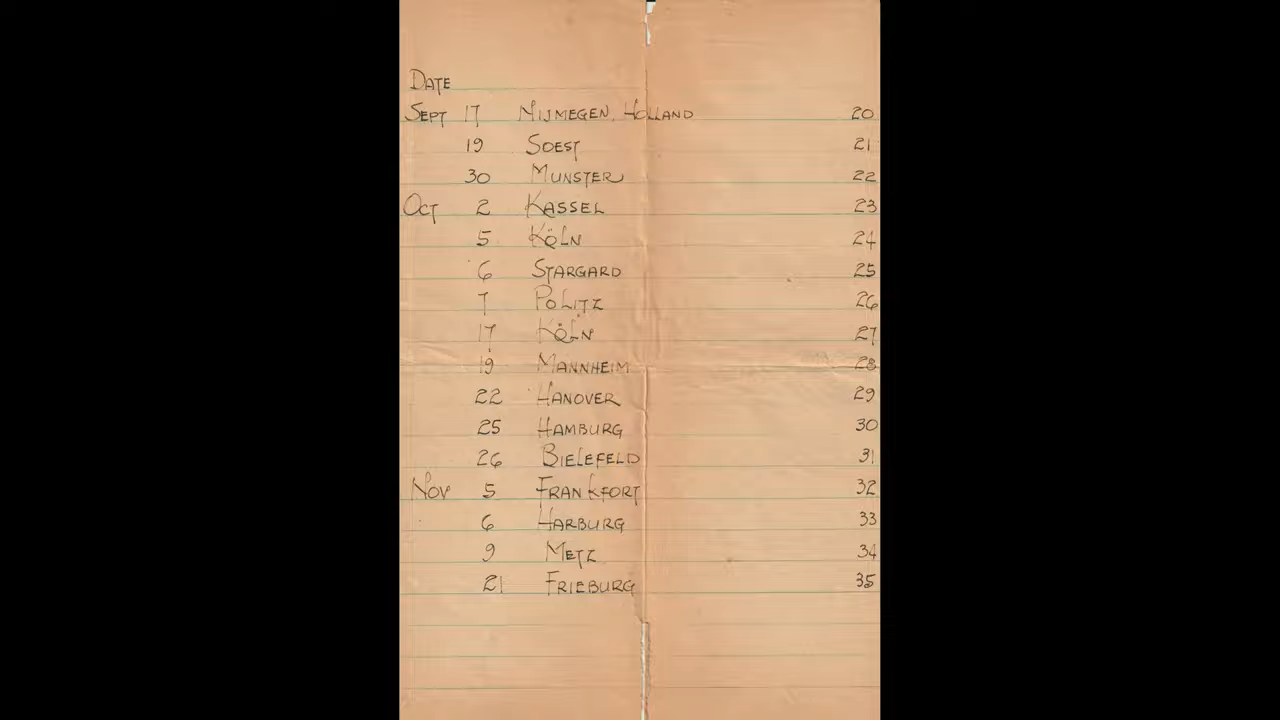 DATE
SEPT 17 NIJMEGEN, HOLLAND 20
19 SOEST 21
30 MUNSTER 22
OCT 2 KASSEL 23
5 KÖLN 24
6 STARGARD 25
7 POLITZ 26
17 KÖLN 27
19 MANNHEIM 28
22 HANOVER 29
25 HAMBURG 30
26 BIELEFELD 31
NOV 5 FRANKFORT 32
6 HARBURG 33
9 METZ 34
21 FRIEBURG 35